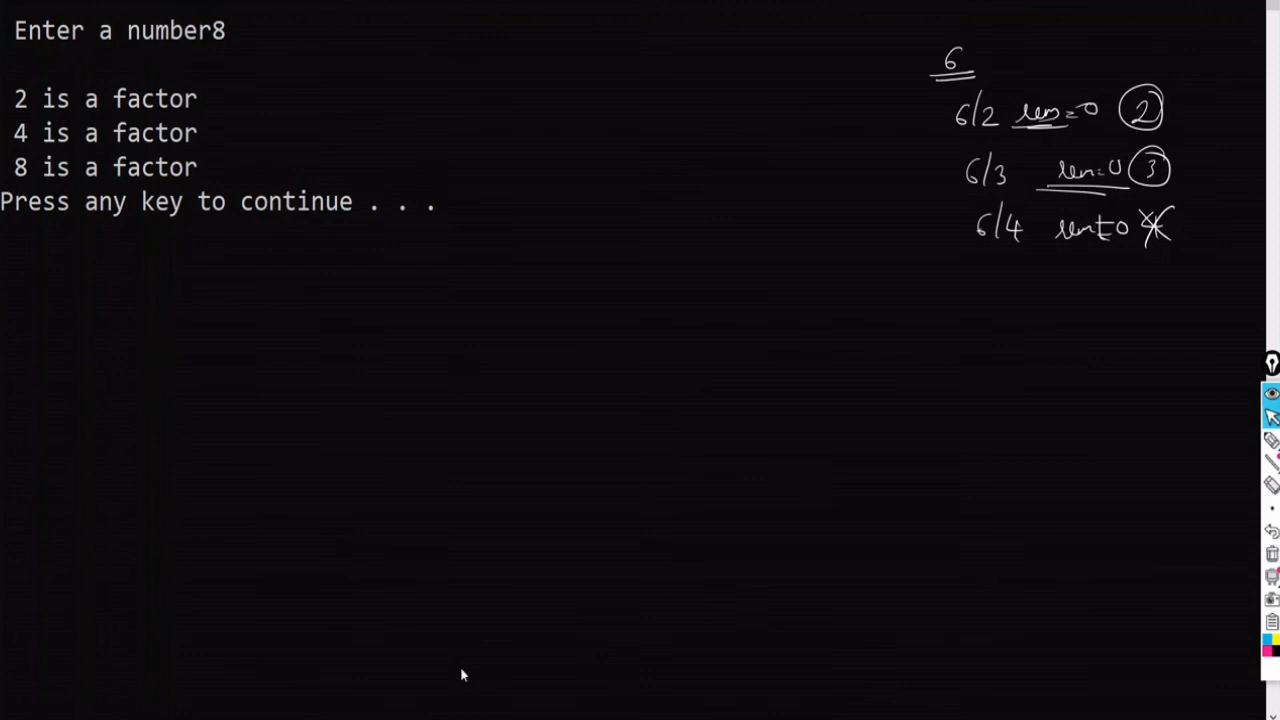 Enter a number8
2 is a factor
4 is a factor
8 is a factor
Press any key to continue . . .
6
6/2 rem=0 2
6/3 rem=0 3
6/4 rem≠0